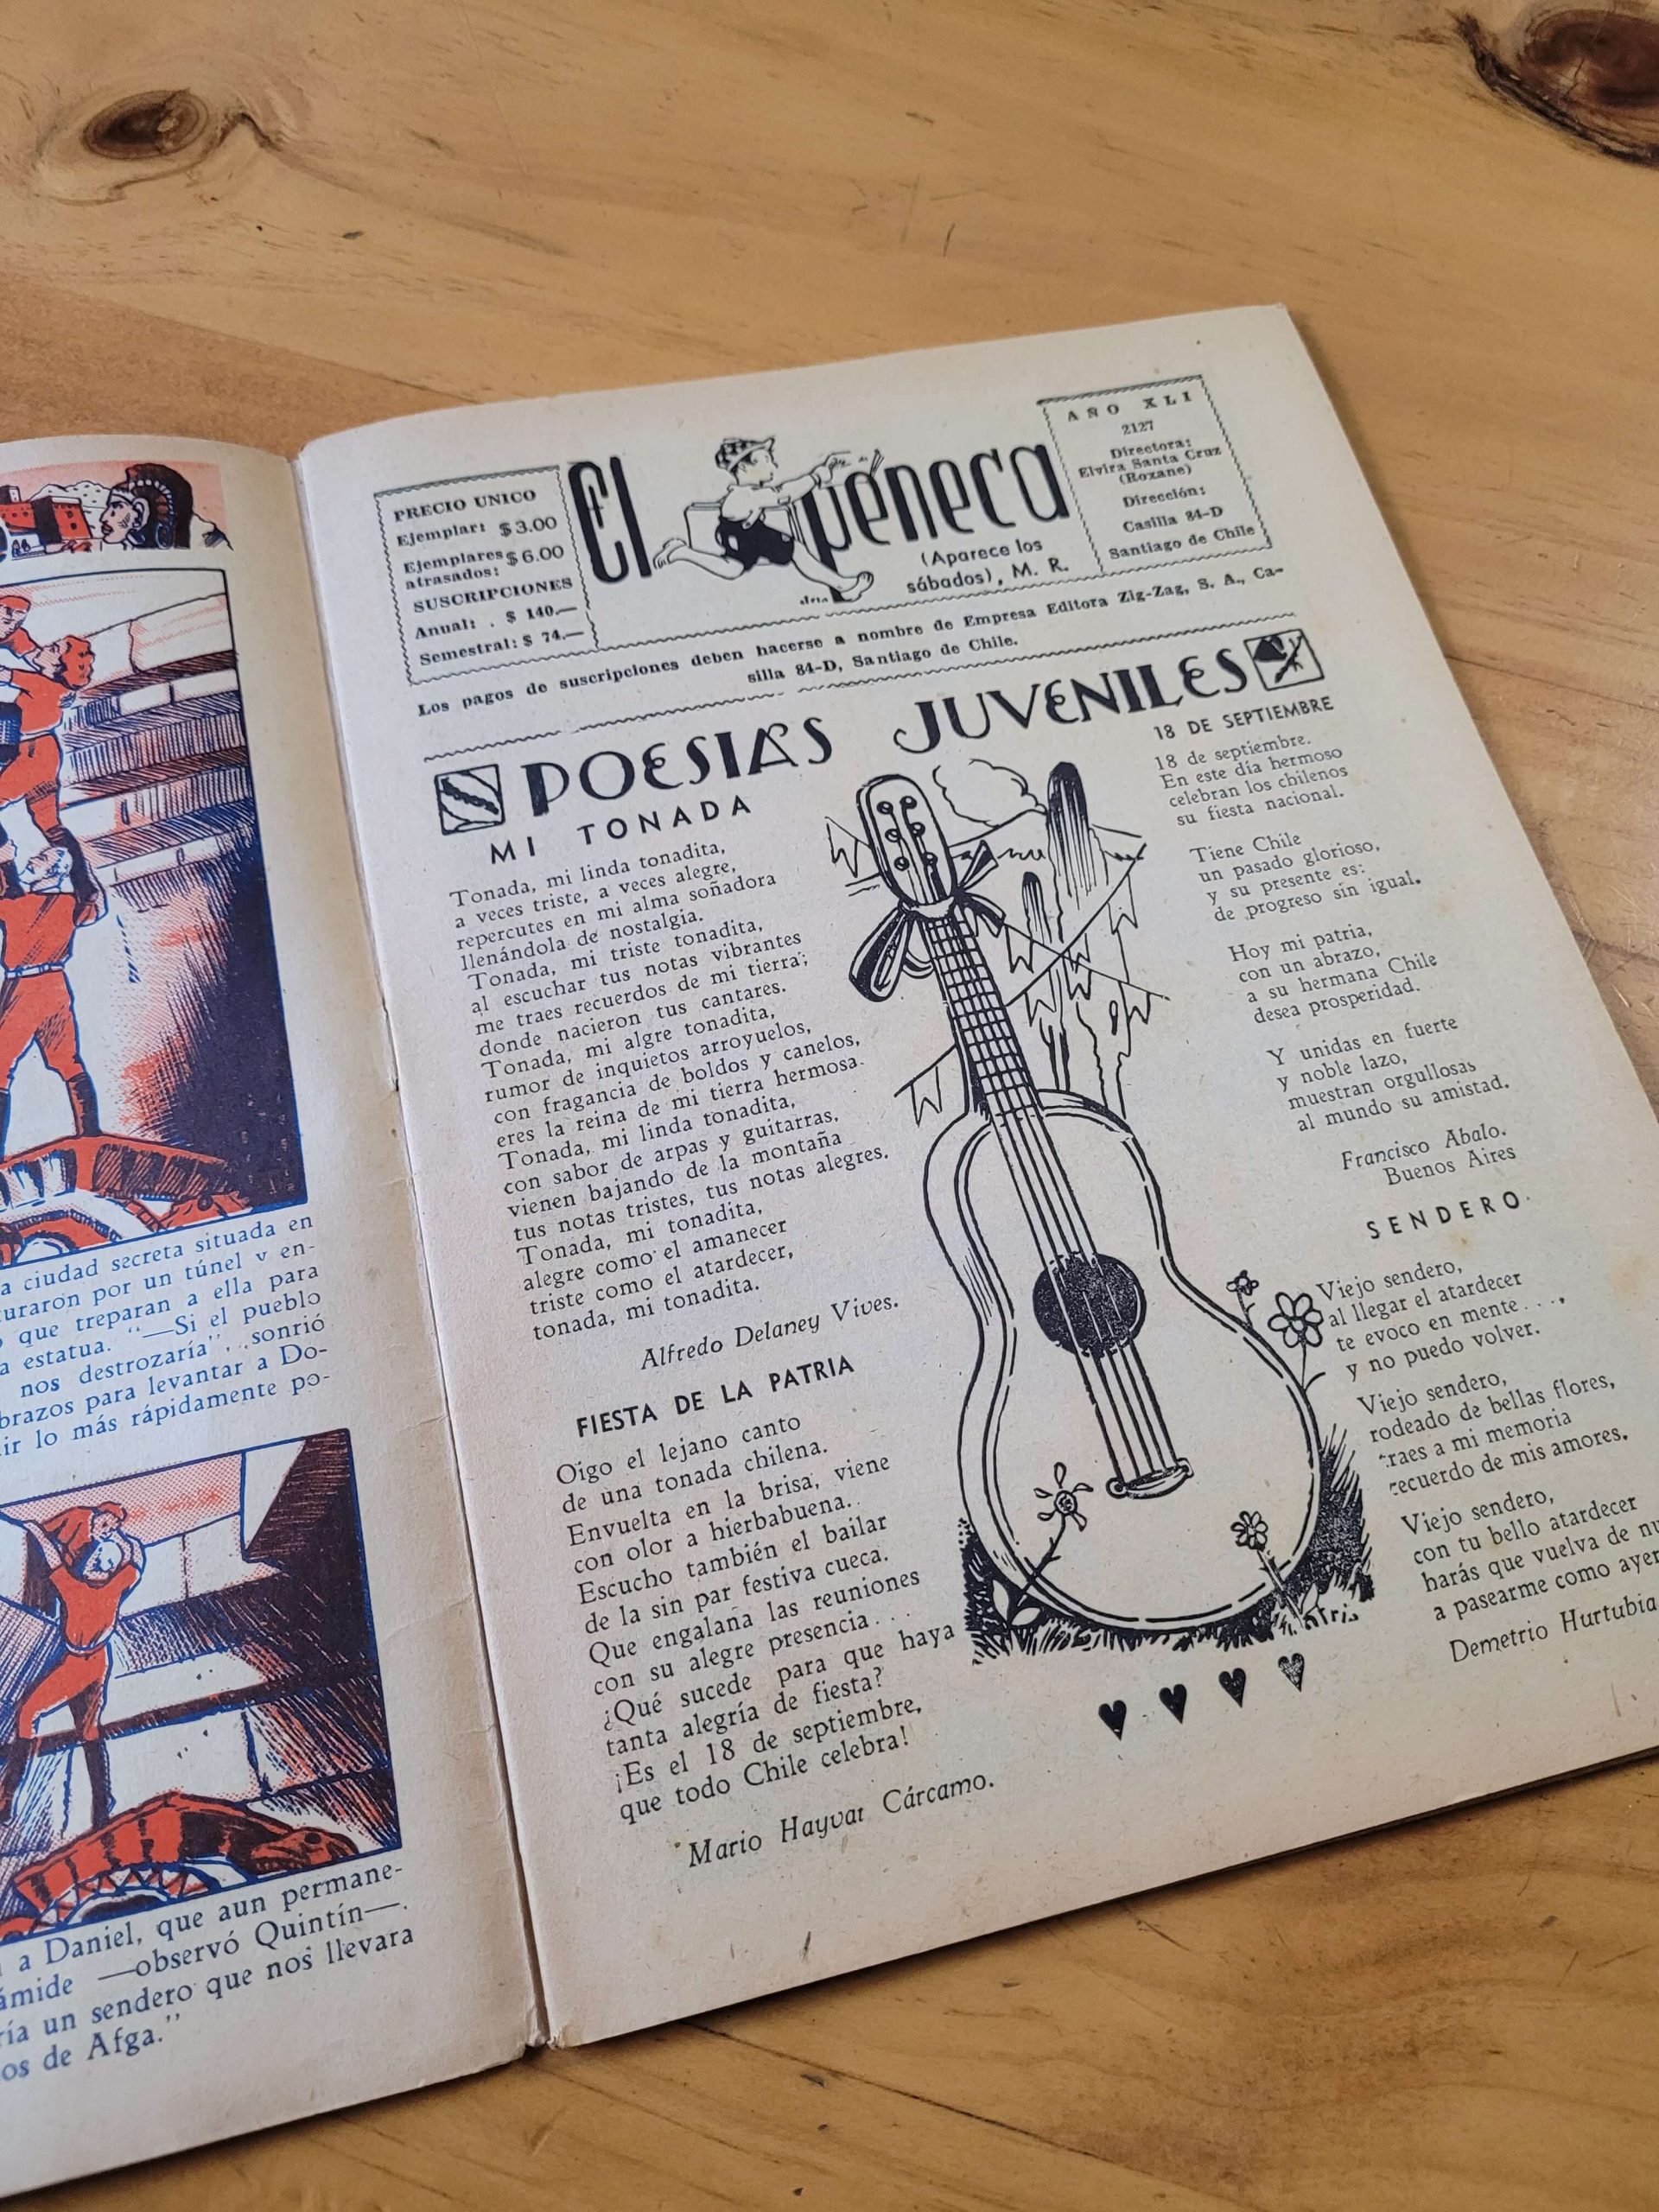 a ciudad secreta situada en
por un túnel y en-
que treparan a ella para
a estatua. “—Si el pueblo
nos destrozaría”, sonrió
brazos para levantar a Do-
lo más rápidamente po-
a Daniel, que aun permane-
—observó Quintín—.
un sendero que nos llevara
de Afga.”
PRECIO UNICO
Ejemplar: $ 3.00
Ejemplares
atrasados: $ 6.00
SUSCRIPCIONES
Anual: . $ 140.—
Semestral: $ 74.—
El peneca
(Aparece los
sábados), M. R.
AÑO XLI
2127
Directora:
Elvira Santa Cruz
(Roxane)
Dirección:
Casilla 84-D
Santiago de Chile
Los pagos de suscripciones deben hacerse a nombre de Empresa Editora Zig-Zag, S. A., Ca-
silla 84-D, Santiago de Chile.
POESIAS JUVENILES
MI TONADA
Tonada, mi linda tonadita,
a veces triste, a veces alegre,
repercutes en mi alma soñadora
llenándola de nostalgia.
Tonada, mi triste tonadita,
al escuchar tus notas vibrantes
me traes recuerdos de mi tierra;
donde nacieron tus cantares.
Tonada, mi algre tonadita,
rumor de inquietos arroyuelos,
con fragancia de boldos y canelos,
eres la reina de mi tierra hermosa.
Tonada, mi linda tonadita,
con sabor de arpas y guitarras,
vienen bajando de la montaña
tus notas tristes, tus notas alegres.
Tonada, mi tonadita,
alegre como el amanecer
triste como el atardecer,
tonada, mi tonadita.
Alfredo Delaney Vives.
FIESTA DE LA PATRIA
Oigo el lejano canto
de una tonada chilena.
Envuelta en la brisa, viene
con olor a hierbabuena.
Escucho también el bailar
de la sin par festiva cueca.
Que engalana las reuniones
con su alegre presencia...
¿Qué sucede para que haya
tanta alegría de fiesta?
¡Es el 18 de septiembre,
que todo Chile celebra!
Mario Hayvar Cárcamo.
18 DE SEPTIEMBRE
18 de septiembre.
En este día hermoso
celebran los chilenos
su fiesta nacional.
Tiene Chile
un pasado glorioso,
y su presente es:
de progreso sin igual.
Hoy mi patria,
con un abrazo,
a su hermana Chile
desea prosperidad.
Y unidas en fuerte
y noble lazo,
muestran orgullosas
al mundo su amistad.
Francisco Abalo.
Buenos Aires
SENDERO
Viejo sendero,
al llegar el atardecer
te evoco en mente....
y no puedo volver.
Viejo sendero,
rodeado de bellas flores,
traes a mi memoria
recuerdo de mis amores.
Viejo sendero,
con tu bello atardecer
harás que vuelva de nu
a pasearme como ayer
Demetrio Hurtubia